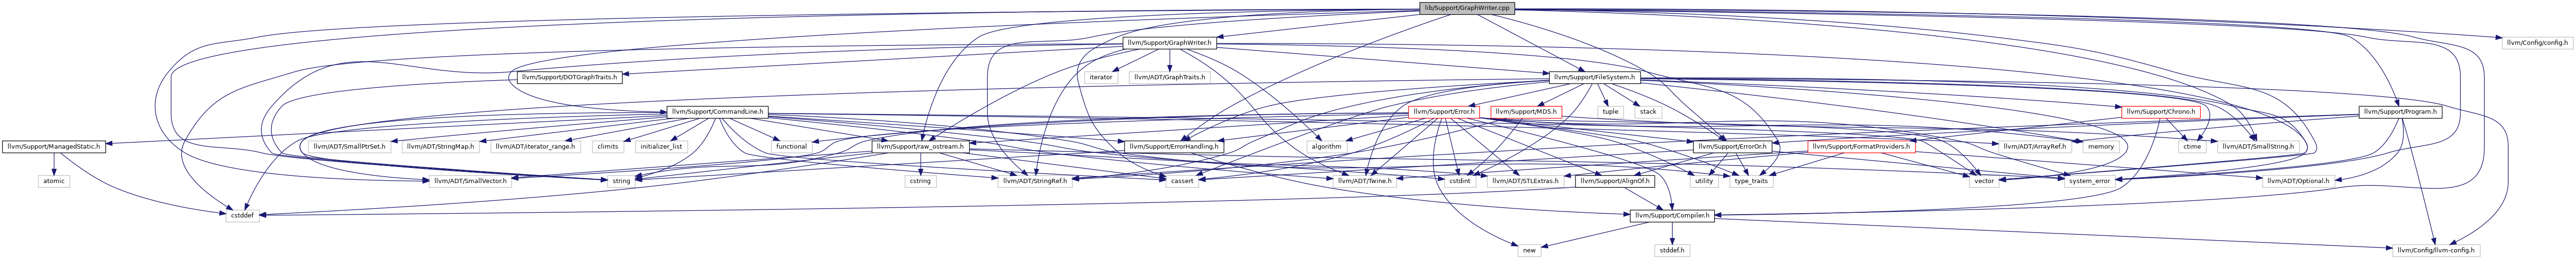 lib/Support/GraphWriter.cpp
llvm/Support/GraphWriter.h
llvm/Config/config.h
llvm/Support/DOTGraphTraits.h
iterator
llvm/ADT/GraphTraits.h
llvm/Support/FileSystem.h
llvm/Support/CommandLine.h
llvm/Support/Error.h
llvm/Support/MD5.h
tuple
stack
llvm/Support/Chrono.h
llvm/Support/Program.h
llvm/Support/ManagedStatic.h
llvm/ADT/SmallPtrSet.h
llvm/ADT/StringMap.h
llvm/ADT/iterator_range.h
climits
initializer_list
functional
llvm/Support/raw_ostream.h
llvm/Support/ErrorHandling.h
algorithm
llvm/Support/ErrorOr.h
llvm/Support/FormatProviders.h
llvm/ADT/ArrayRef.h
memory
ctime
llvm/ADT/SmallString.h
atomic
llvm/ADT/SmallVector.h
string
cstring
llvm/ADT/StringRef.h
cassert
llvm/ADT/Twine.h
cstdint
llvm/ADT/STLExtras.h
llvm/Support/AlignOf.h
utility
type_traits
vector
system_error
llvm/ADT/Optional.h
cstddef
llvm/Support/Compiler.h
new
stddef.h
llvm/Config/llvm-config.h